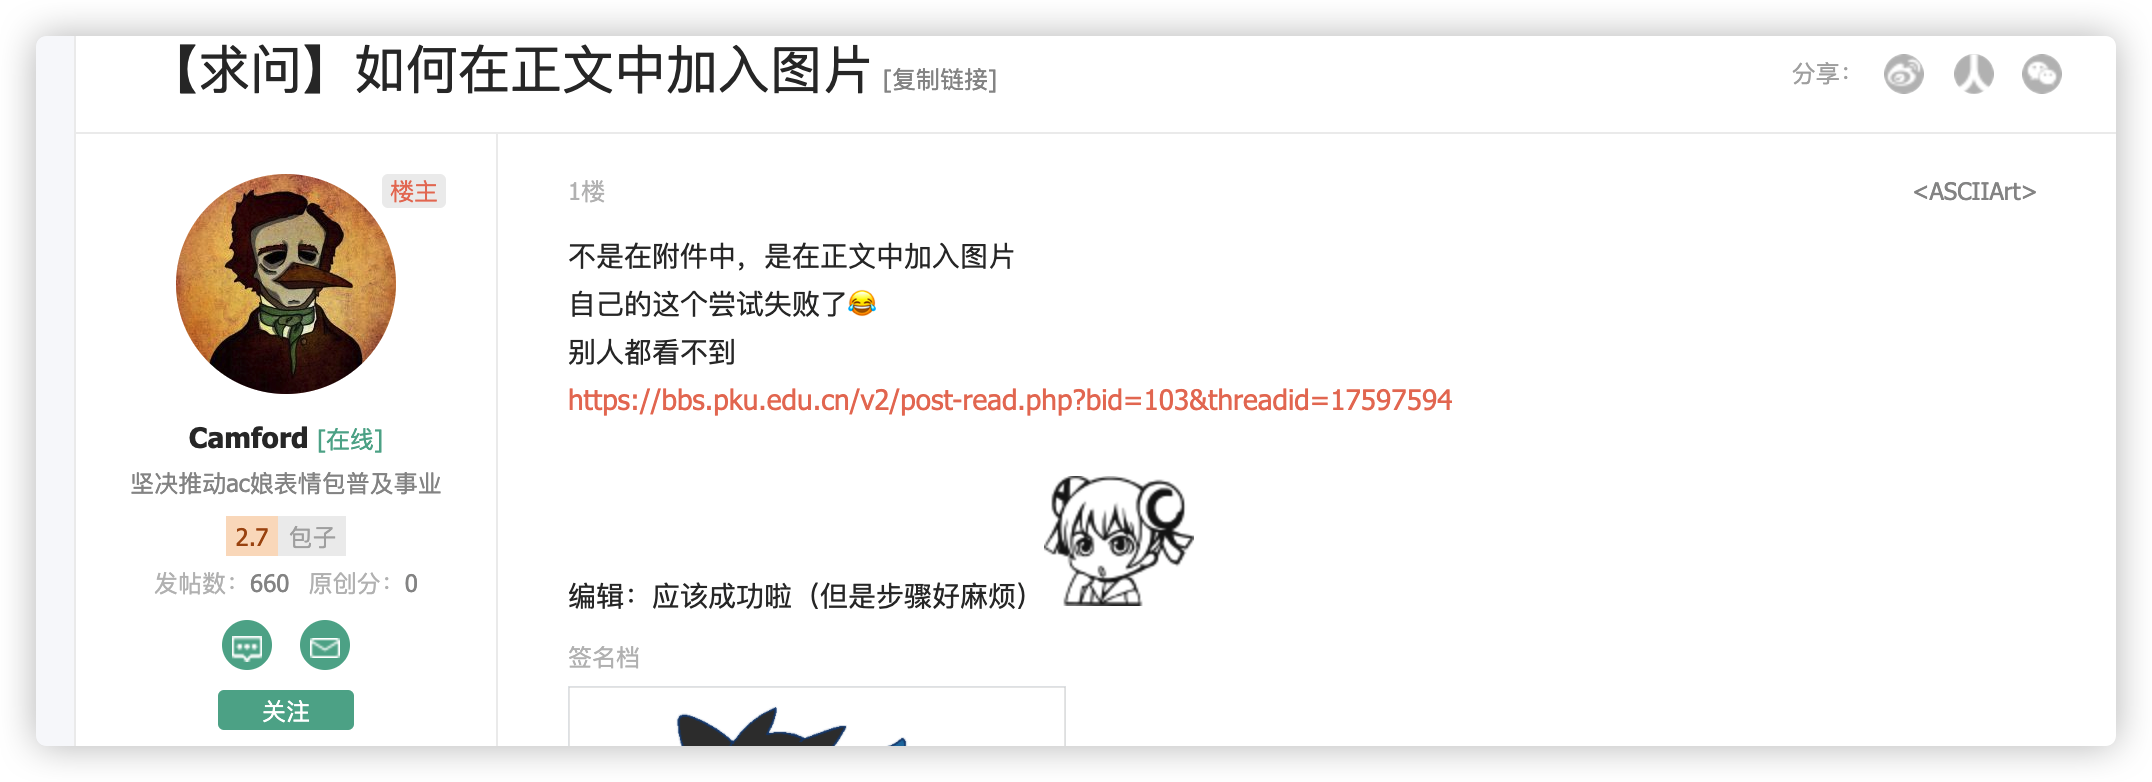 【求问】如何在正文中加入图片 [复制链接]
分享：
楼主
1楼
<ASCIIArt>
不是在附件中，是在正文中加入图片
自己的这个尝试失败了😂
别人都看不到
https://bbs.pku.edu.cn/v2/post-read.php?bid=103&threadid=17597594
Camford [在线]
坚决推动ac娘表情包普及事业
2.7 包子
发帖数：660 原创分：0
关注
编辑：应该成功啦（但是步骤好麻烦）
签名档